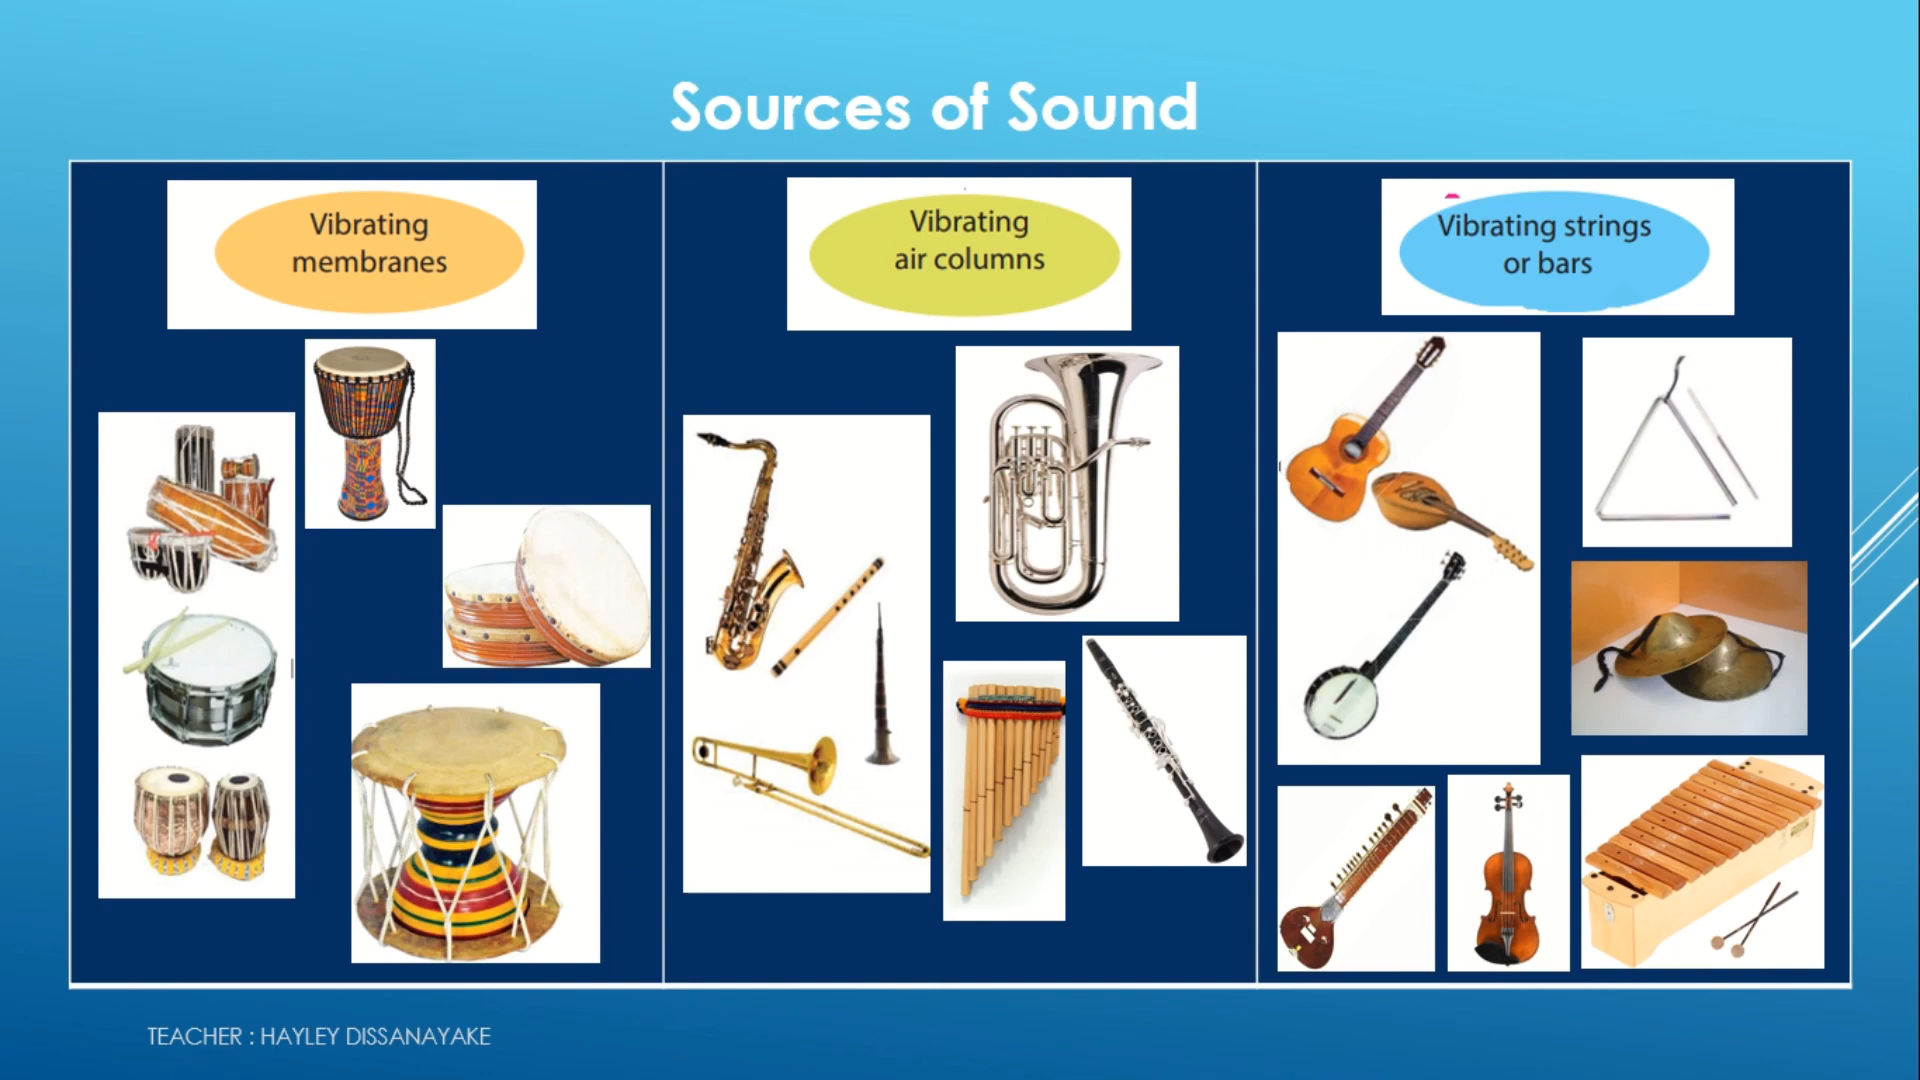 Sources of Sound
Vibrating
membranes
Vibrating
air columns
Vibrating strings
or bars
TEACHER : HAYLEY DISSANAYAKE